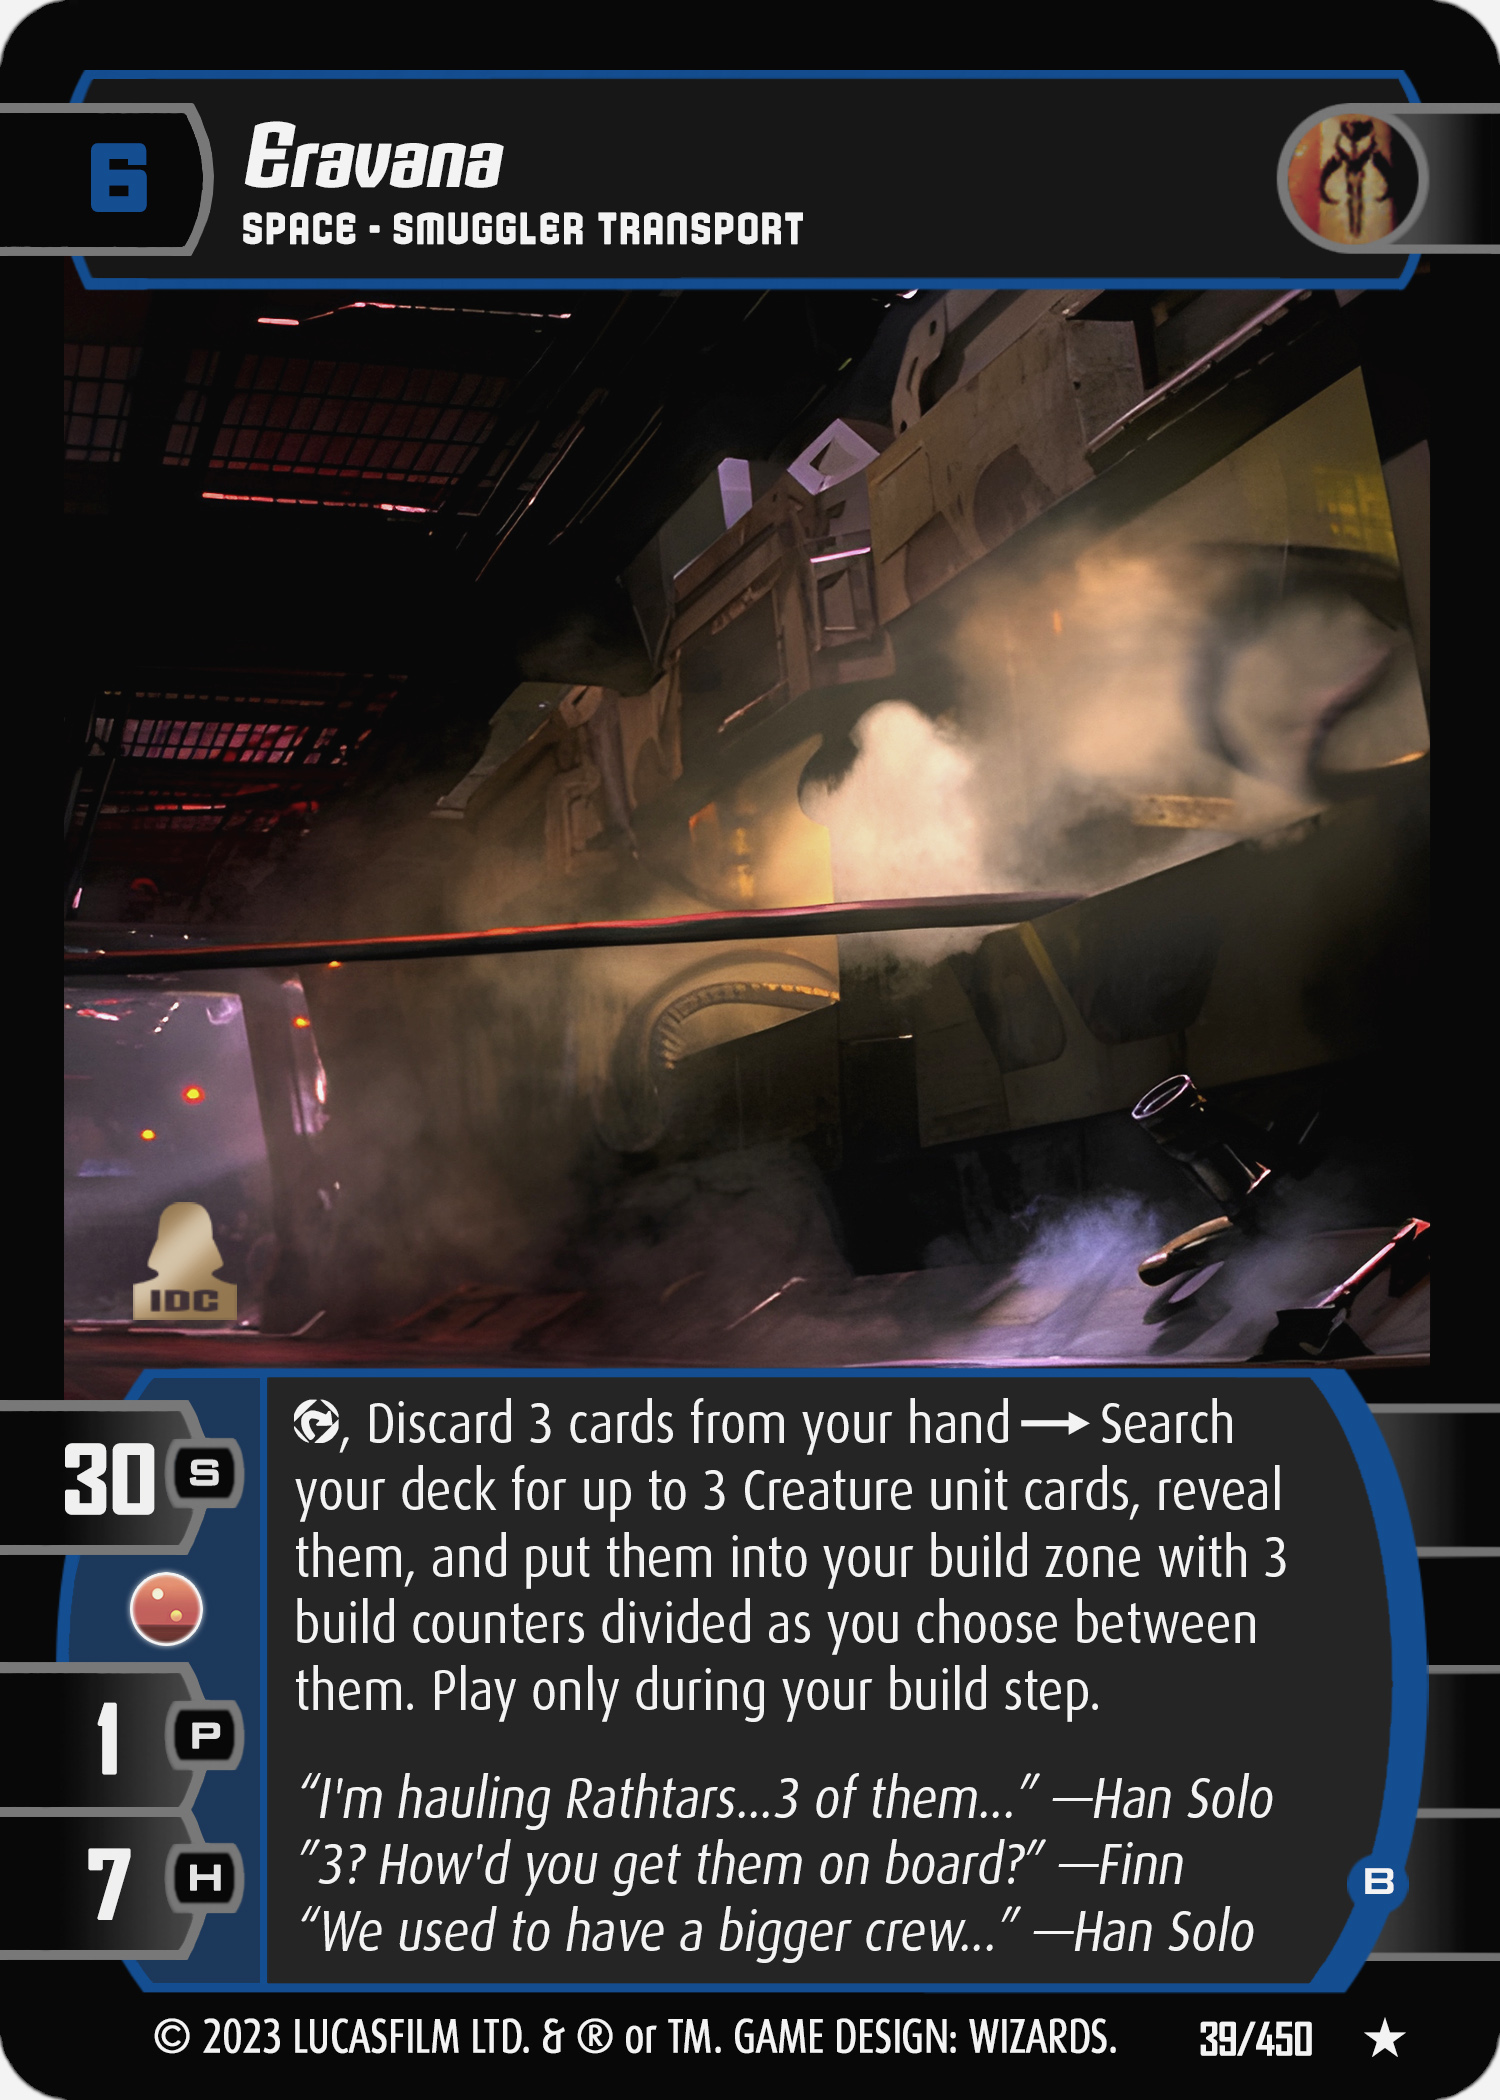 6
Eravana
SPACE - SMUGGLER TRANSPORT
IDC
30 S
1 P
7 H
, Discard 3 cards from your hand → Search
your deck for up to 3 Creature unit cards, reveal
them, and put them into your build zone with 3
build counters divided as you choose between
them. Play only during your build step.
“I'm hauling Rathtars...3 of them...” —Han Solo
”3? How'd you get them on board?” —Finn
“We used to have a bigger crew...” —Han Solo
B
© 2023 LUCASFILM LTD. & ® or TM. GAME DESIGN: WIZARDS. 39/450 ★